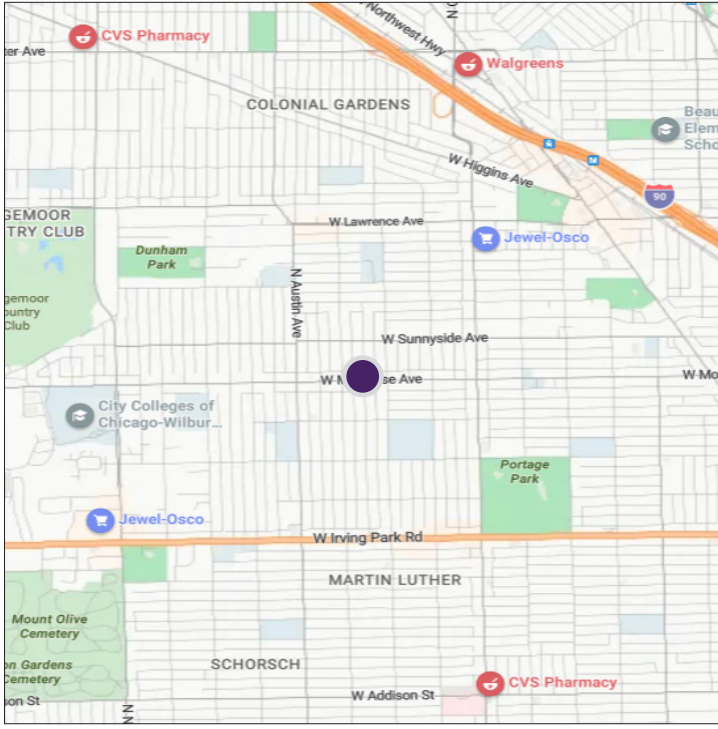 CVS Pharmacy
Northwest Hwy
N
ter Ave
Walgreens
COLONIAL GARDENS
Beau
Elem
Scho
W Higgins Ave
90
GEMOOR
TRY CLUB
W Lawrence Ave
Jewel-Osco
Dunham
Park
gemoor
ountry
Club
N Austin Ave
W Sunnyside Ave
W M
se Ave
W Mo
City Colleges of
Chicago-Wilbur...
Portage
Park
Jewel-Osco
W Irving Park Rd
MARTIN LUTHER
Mount Olive
Cemetery
SCHORSCH
on Gardens
Cemetery
CVS Pharmacy
son St
W Addison St
N N